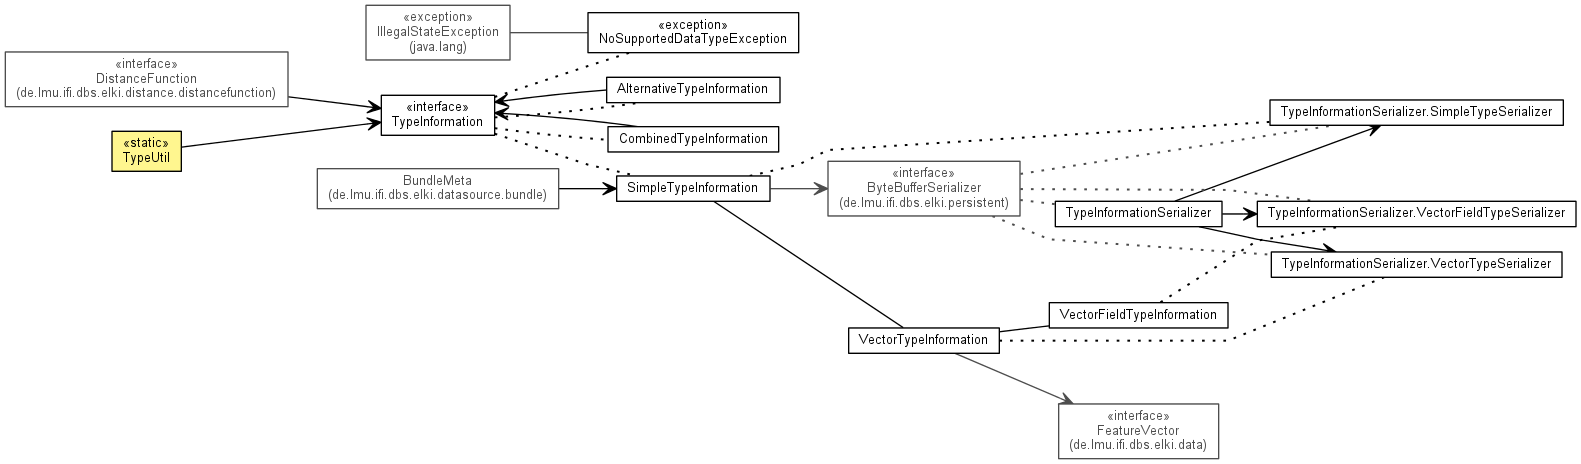 «exception»
IllegalStateException
(java.lang)
«exception»
NoSupportedDataTypeException
«interface»
DistanceFunction
(de.lmu.ifi.dbs.elki.distance.distancefunction)
«interface»
TypeInformation
AlternativeTypeInformation
«static»
TypeUtil
CombinedTypeInformation
TypeInformationSerializer.SimpleTypeSerializer
BundleMeta
(de.lmu.ifi.dbs.elki.datasource.bundle)
SimpleTypeInformation
«interface»
ByteBufferSerializer
(de.lmu.ifi.dbs.elki.persistent)
TypeInformationSerializer
TypeInformationSerializer.VectorFieldTypeSerializer
TypeInformationSerializer.VectorTypeSerializer
VectorFieldTypeInformation
VectorTypeInformation
«interface»
FeatureVector
(de.lmu.ifi.dbs.elki.data)